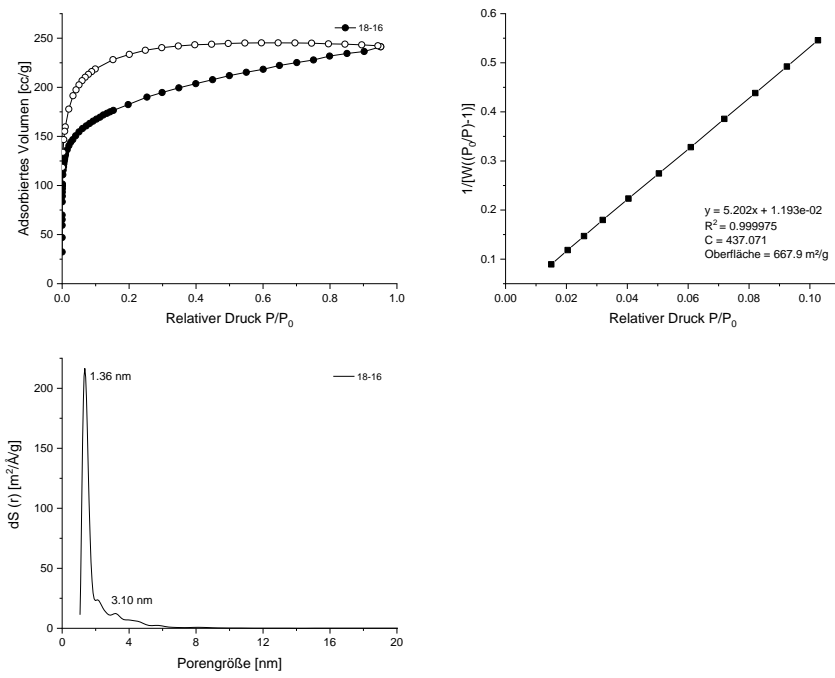 18-16
Adsorbiertes Volumen [cc/g]
250
200
150
100
50
0
0.0 0.2 0.4 0.6 0.8 1.0
Relativer Druck P/P₀
1/[W((P₀/P)-1)]
0.6
0.5
0.4
0.3
0.2
0.1
y = 5.202x + 1.193e-02
R² = 0.999975
C = 437.071
Oberfläche = 667.9 m²/g
0.00 0.02 0.04 0.06 0.08 0.10
Relativer Druck P/P₀
1.36 nm
18-16
dS (r) [m²/Å/g]
200
150
100
50
0
3.10 nm
0 4 8 12 16 20
Porengröße [nm]